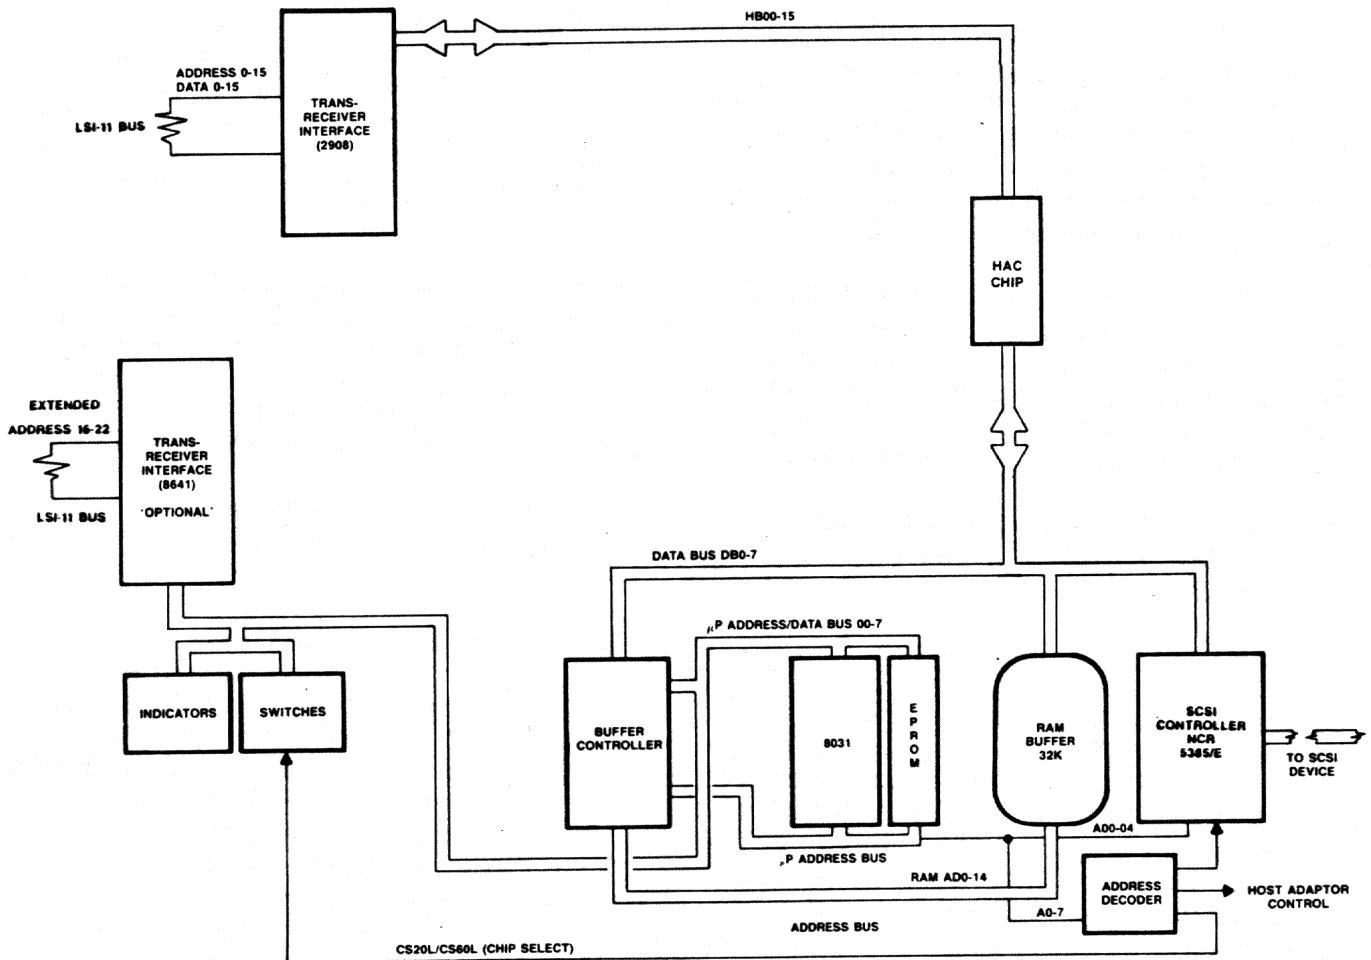 HB00-15
ADDRESS 0-15
DATA 0-15
LSI-11 BUS
TRANS-
RECEIVER
INTERFACE
(2908)
HAC
CHIP
EXTENDED
ADDRESS 16-22
LSI-11 BUS
TRANS-
RECEIVER
INTERFACE
(8641)
'OPTIONAL'
DATA BUS DB0-7
μP ADDRESS/DATA BUS 00-7
INDICATORS
SWITCHES
BUFFER
CONTROLLER
8031
EPROM
RAM
BUFFER
32K
SCSI
CONTROLLER
NCR
5385/E
TO SCSI
DEVICE
A00-04
μP ADDRESS BUS
RAM AD0-14
ADDRESS
DECODER
HOST ADAPTOR
CONTROL
A0-7
ADDRESS BUS
CS20L/CS60L (CHIP SELECT)